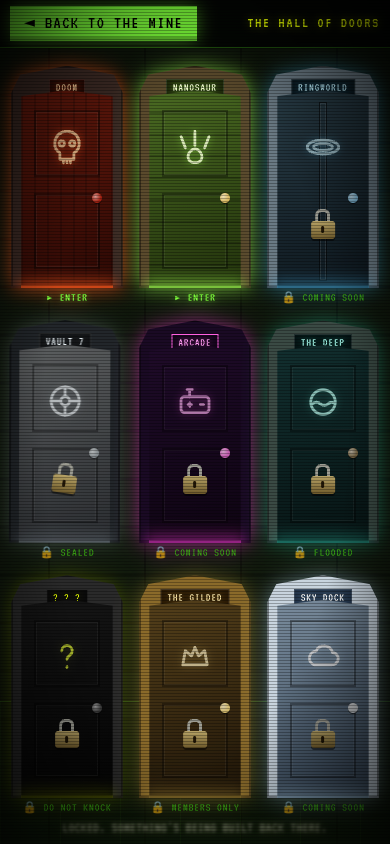 ◄ BACK TO THE MINE
THE HALL OF DOORS
DOOM
NANOSAUR
RINGWORLD
► ENTER
► ENTER
COMING SOON
VAULT 7
ARCADE
THE DEEP
SEALED
COMING SOON
FLOODED
? ? ?
THE GILDED
SKY DOCK
?
DO NOT KNOCK
MEMBERS ONLY
COMING SOON
LOCKED. SOMETHING'S BEING BUILT BACK THERE.